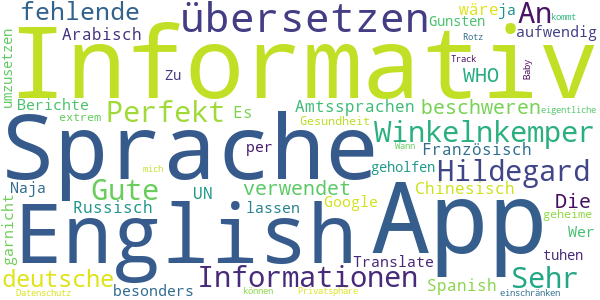 fehlende
übersetzen
Gunsten
wäre
ja
An
kommt
Arabisch
Informativ
Rotz
aufwendig
umzusetzen
Zu
Track
Baby
WHO
Berichte
Perfekt
Es
Amtssprachen
beschweren
eigentliche
extrem
Gesundheit
Sprache
Winkelnkemper
per
Wann
Französisch
garnicht
mich
geholfen
Hildegard
Naja
Gute
UN
verwendet
App
Chinesisch
Die
Russisch
lassen
Google
geheime
English
Wer
Translate
tuhen
deutsche
Informationen
Spanish
Sehr
besonders
Datenschutz
können
Privatsphäre
einschränken